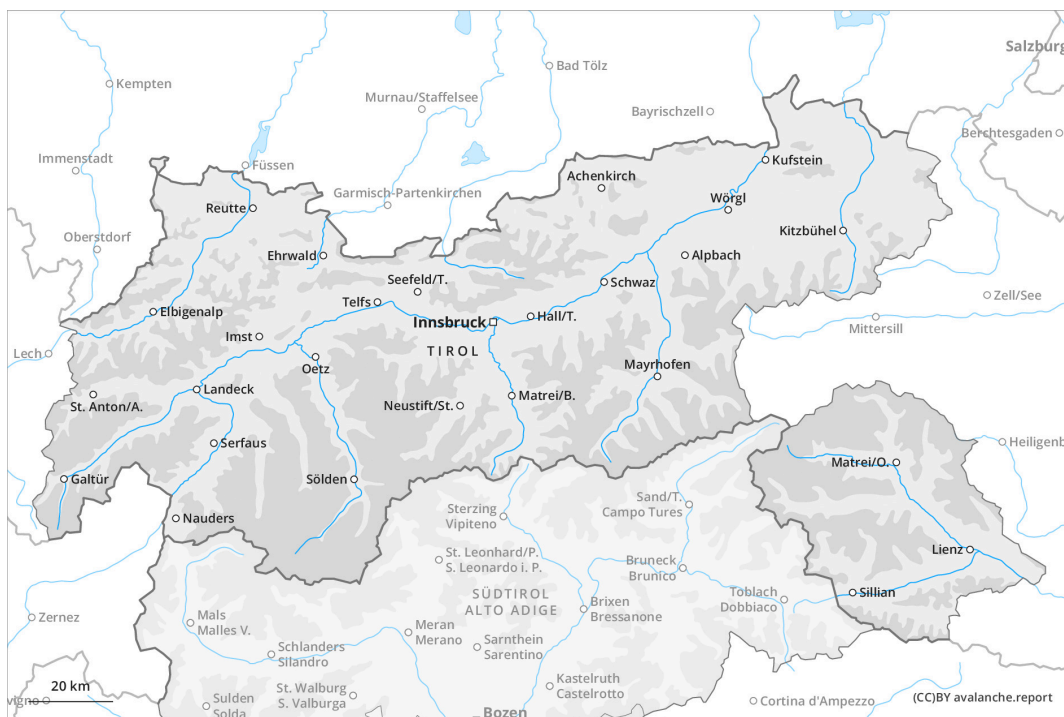 Salzburg
Kempten
Bad Tölz
Murnau/Staffelsee
Bayrischzell
Berchtesgaden
Immenstadt
Füssen
Kufstein
Achenkirch
Garmisch-Partenkirchen
Wörgl
Reutte
Kitzbühel
Oberstdorf
Ehrwald
Alpbach
Seefeld/T.
Schwaz
Zell/See
Telfs
Elbigenalp
Hall/T.
Innsbruck
Mittersill
Imst
TIROL
Lech
Oetz
Mayrhofen
Landeck
Matrei/B.
St. Anton/A.
Neustift/St.
Serfaus
Heiligenb
Matrei/O.
Galtür
Sölden
Sand/T.
Campo Tures
Sterzing
Vipiteno
Nauders
Lienz
St. Leonhard/P.
S. Leonardo i. P.
Bruneck
Brunico
SÜDTIROL
ALTO ADIGE
Sillian
Toblach
Dobbiaco
Brixen
Bressanone
Mals
Malles V.
Zernez
Meran
Merano
Sarnthein
Sarentino
Schlanders
Silandro
Kastelruth
Castelrotto
20 km
St. Walburg
S. Valburga
Sulden
Solda
vigno
Cortina d'Ampezzo
(CC)BY avalanche.report
Bozen